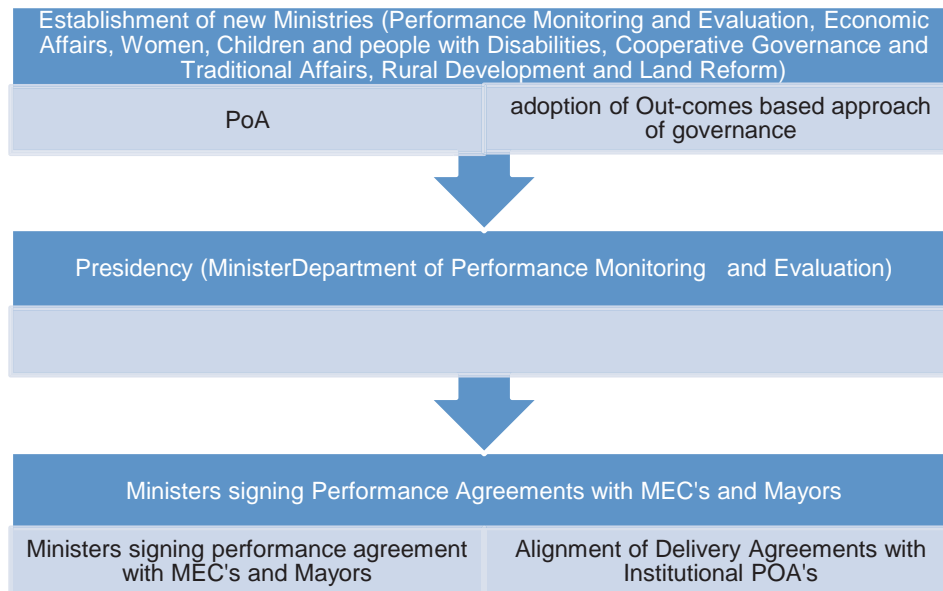 Establishment of new Ministries (Performance Monitoring and Evaluation, Economic
Affairs, Women, Children and people with Disabilities, Cooperative Governance and
Traditional Affairs, Rural Development and Land Reform)
PoA
adoption of Out-comes based approach
of governance
Presidency (MinisterDepartment of Performance Monitoring and Evaluation)
Ministers signing Performance Agreements with MEC's and Mayors
Ministers signing performance agreement
with MEC's and Mayors
Alignment of Delivery Agreements with
Institutional POA's